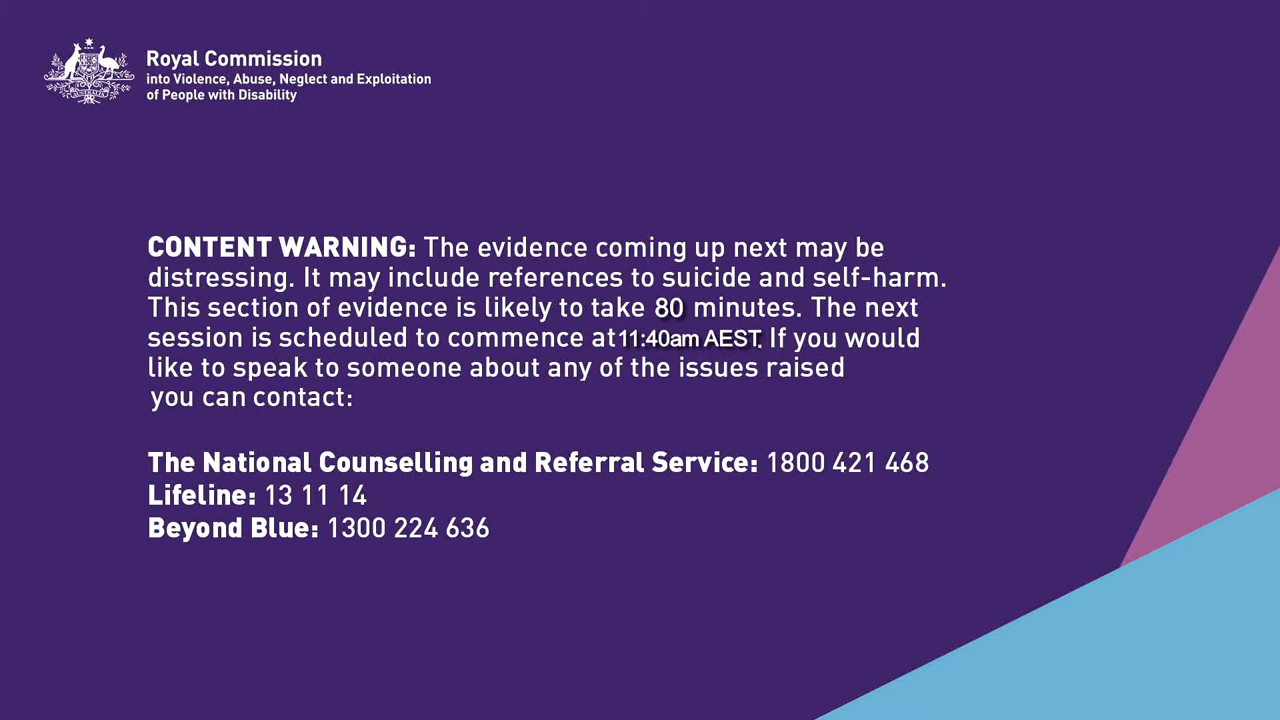 Royal Commission
into Violence, Abuse, Neglect and Exploitation
of People with Disability
CONTENT WARNING: The evidence coming up next may be
distressing. It may include references to suicide and self-harm.
This section of evidence is likely to take 80 minutes. The next
session is scheduled to commence at 11:40am AEST. If you would
like to speak to someone about any of the issues raised
you can contact:
The National Counselling and Referral Service: 1800 421 468
Lifeline: 13 11 14
Beyond Blue: 1300 224 636